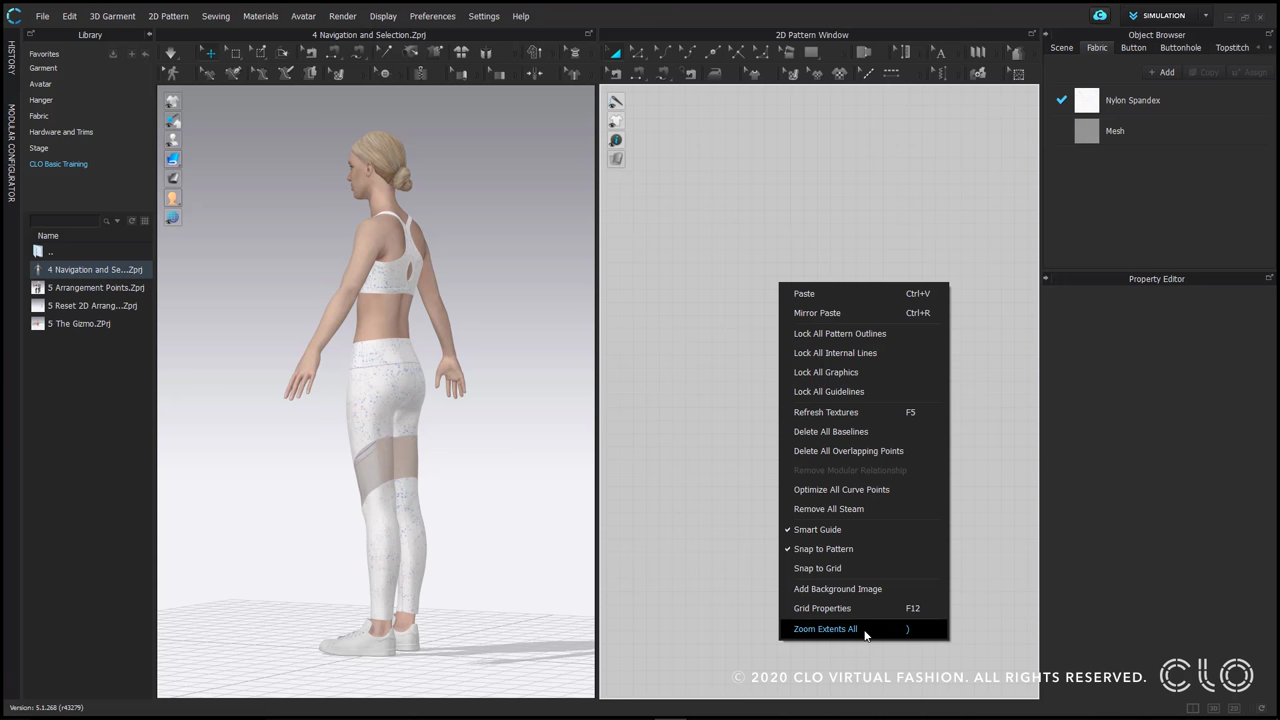 File Edit 3D Garment 2D Pattern Sewing Materials Avatar Render Display Preferences Settings Help
SIMULATION
HISTORY
MODULAR CONFIGURATOR
Library
4 Navigation and Selection.Zprj
2D Pattern Window
Object Browser
Favorites
Garment
Avatar
Hanger
Fabric
Hardware and Trims
Stage
CLO Basic Training
Name
..
4 Navigation and Se...Zprj
5 Arrangement Points.Zprj
5 Reset 2D Arrang...Zprj
5 The Gizmo.ZPrj
Scene Fabric Button Buttonhole Topstitch
Add Copy Assign
Nylon Spandex
Mesh
Property Editor
Paste Ctrl+V
Mirror Paste Ctrl+R
Lock All Pattern Outlines
Lock All Internal Lines
Lock All Graphics
Lock All Guidelines
Refresh Textures F5
Delete All Baselines
Delete All Overlapping Points
Remove Modular Relationship
Optimize All Curve Points
Remove All Steam
Smart Guide
Snap to Pattern
Snap to Grid
Add Background Image
Grid Properties F12
Zoom Extents All )
© 2020 CLO VIRTUAL FASHION. ALL RIGHTS RESERVED. CLO
Version: 5.1.268 (r43279)
3D 2D